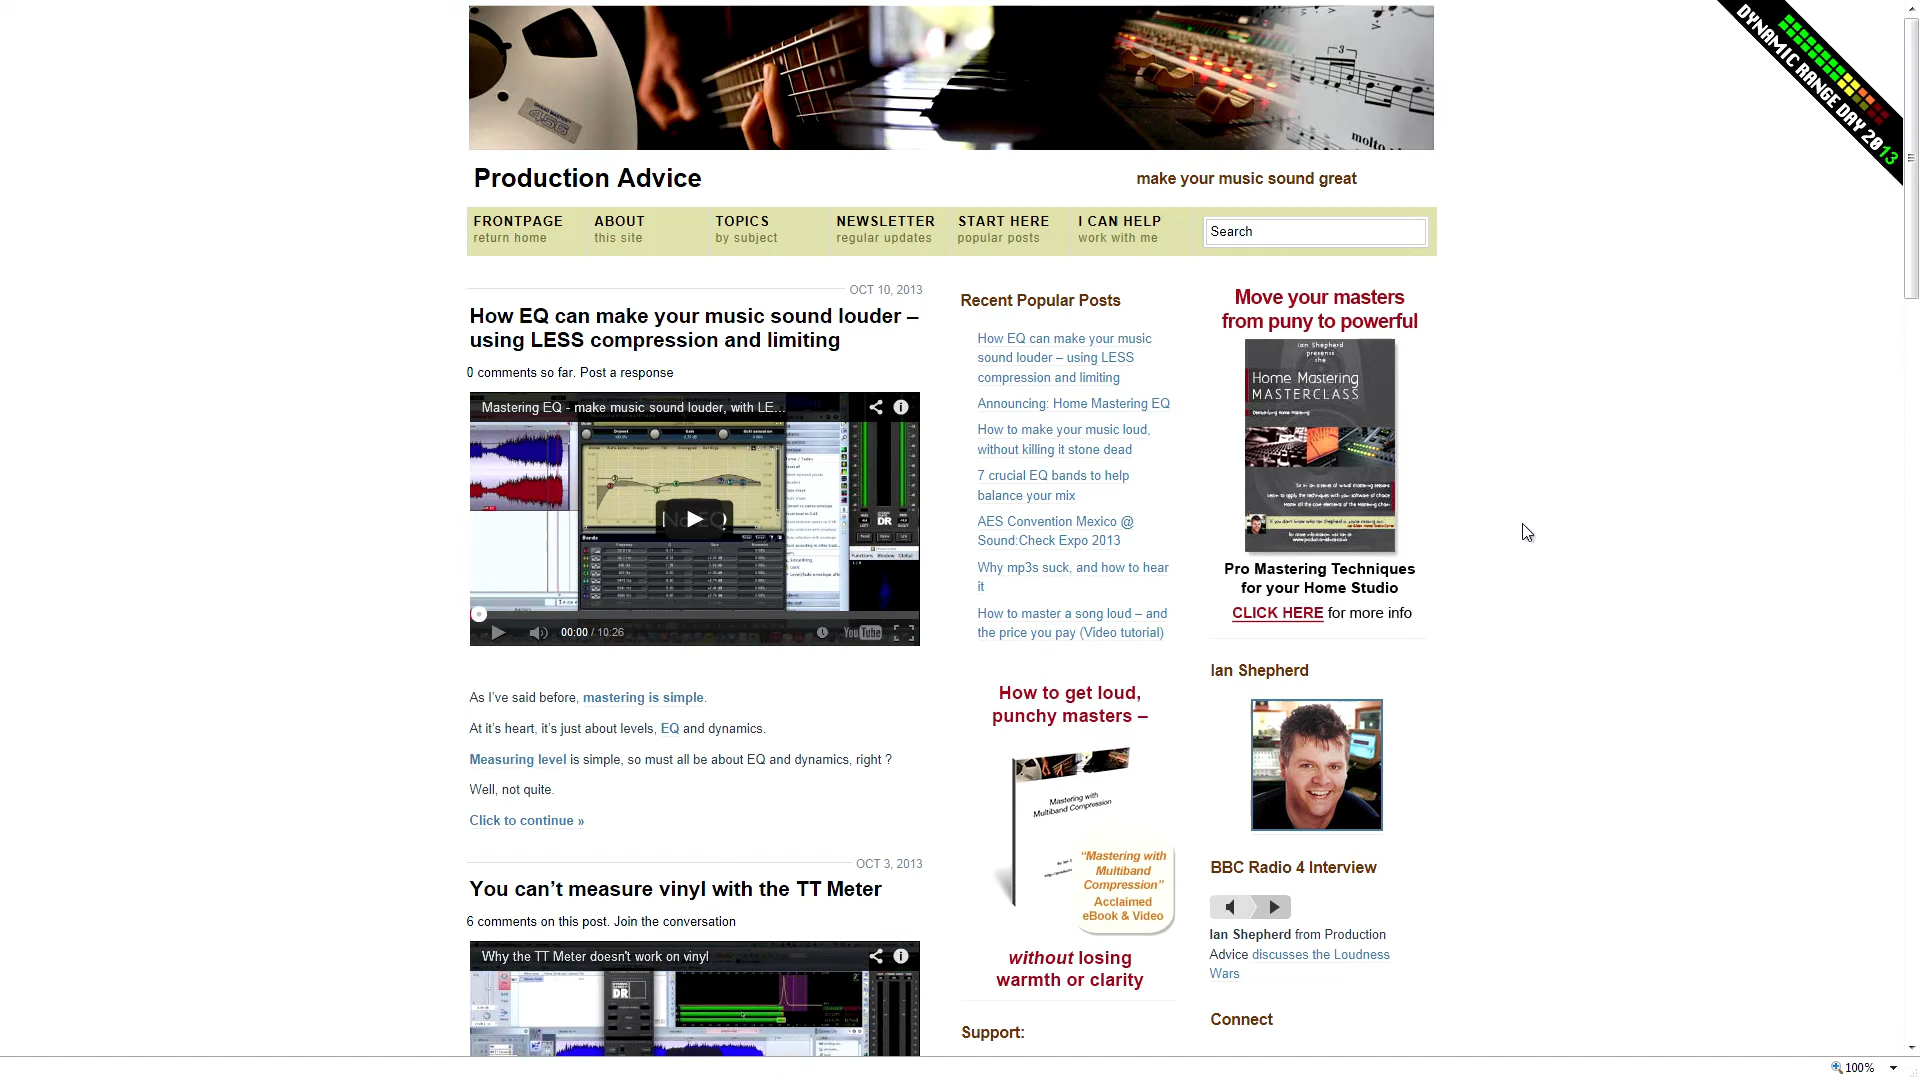 DYNAMIC RANGE DAY 2013
GRAND MASTER
456
molto
Production Advice
make your music sound great
FRONTPAGE
return home
ABOUT
this site
TOPICS
by subject
NEWSLETTER
regular updates
START HERE
popular posts
I CAN HELP
work with me
Search
OCT 10, 2013
How EQ can make your music sound louder –
using LESS compression and limiting
0 comments so far. Post a response
Mastering EQ - make music sound louder, with LE...
No EQ
00:00 / 10:26
YouTube
As I've said before, mastering is simple.
At it's heart, it's just about levels, EQ and dynamics.
Measuring level is simple, so must all be about EQ and dynamics, right ?
Well, not quite.
Click to continue »
OCT 3, 2013
You can't measure vinyl with the TT Meter
6 comments on this post. Join the conversation
Why the TT Meter doesn't work on vinyl
DR
Recent Popular Posts
How EQ can make your music
sound louder – using LESS
compression and limiting
Announcing: Home Mastering EQ
How to make your music loud,
without killing it stone dead
7 crucial EQ bands to help
balance your mix
AES Convention Mexico @
Sound:Check Expo 2013
Why mp3s suck, and how to hear
it
How to master a song loud – and
the price you pay (Video tutorial)
How to get loud,
punchy masters –
Mastering with
Multiband Compression
"Mastering with
Multiband
Compression"
Acclaimed
eBook & Video
without losing
warmth or clarity
Support:
Move your masters
from puny to powerful
Ian Shepherd
presents
the
Home Mastering
MASTERCLASS
Pro Mastering Techniques
for your Home Studio
CLICK HERE for more info
Ian Shepherd
BBC Radio 4 Interview
Ian Shepherd from Production
Advice discusses the Loudness
Wars
Connect
100%